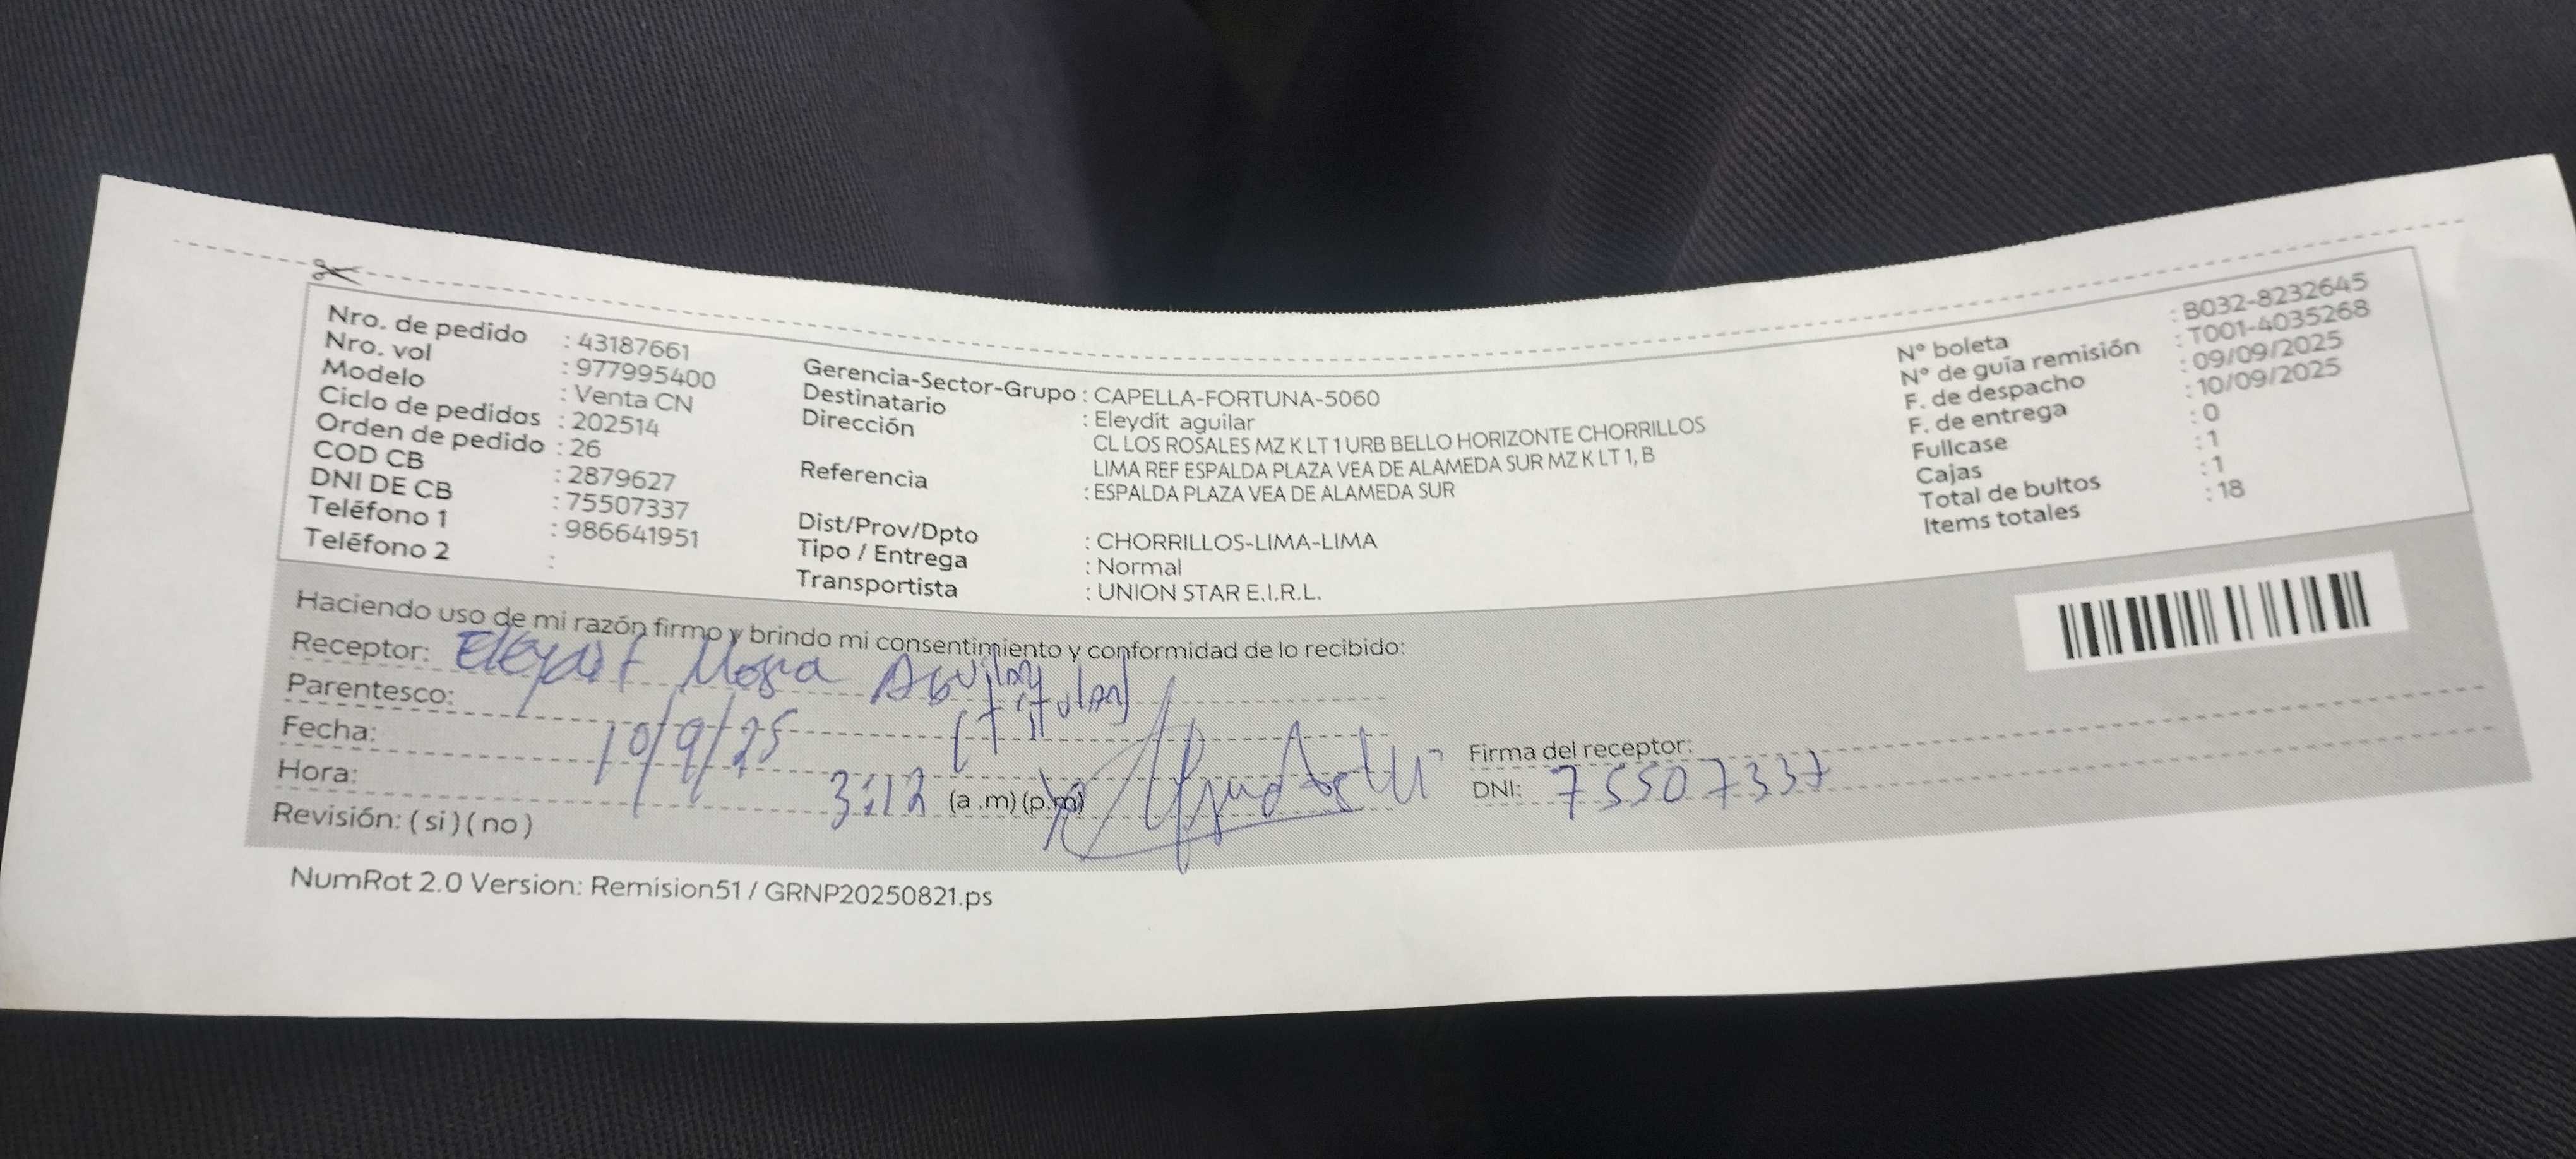 Nro. de pedido : 43187661
Nro. vol : 977995400
Modelo : Venta CN
Ciclo de pedidos : 202514
Orden de pedido : 26
COD CB : 2879627
DNI DE CB : 75507337
Teléfono 1 : 986641951
Teléfono 2 :
Gerencia-Sector-Grupo : CAPELLA-FORTUNA-5060
Destinatario : Eleydit aguilar
Dirección CL LOS ROSALES MZ K LT 1 URB BELLO HORIZONTE CHORRILLOS
LIMA REF ESPALDA PLAZA VEA DE ALAMEDA SUR MZ K LT 1, B
Referencia : ESPALDA PLAZA VEA DE ALAMEDA SUR
Dist/Prov/Dpto : CHORRILLOS-LIMA-LIMA
Tipo / Entrega : Normal
Transportista : UNION STAR E.I.R.L.
N° boleta : B032-8232645
N° de guía remisión : T001-4035268
F. de despacho : 09/09/2025
F. de entrega : 10/09/2025
Fullcase : 0
Cajas : 1
Total de bultos : 1
Items totales : 18
Haciendo uso de mi razón firmo y brindo mi consentimiento y conformidad de lo recibido:
Receptor: Eleydit Aguilar
Parentesco: (titular)
Fecha: 10/9/25
Hora: 3:12 (a.m) (p.m)
Revisión: ( si ) ( no )
Firma del receptor:
DNI: 75507337
NumRot 2.0 Version: Remision51 / GRNP20250821.ps